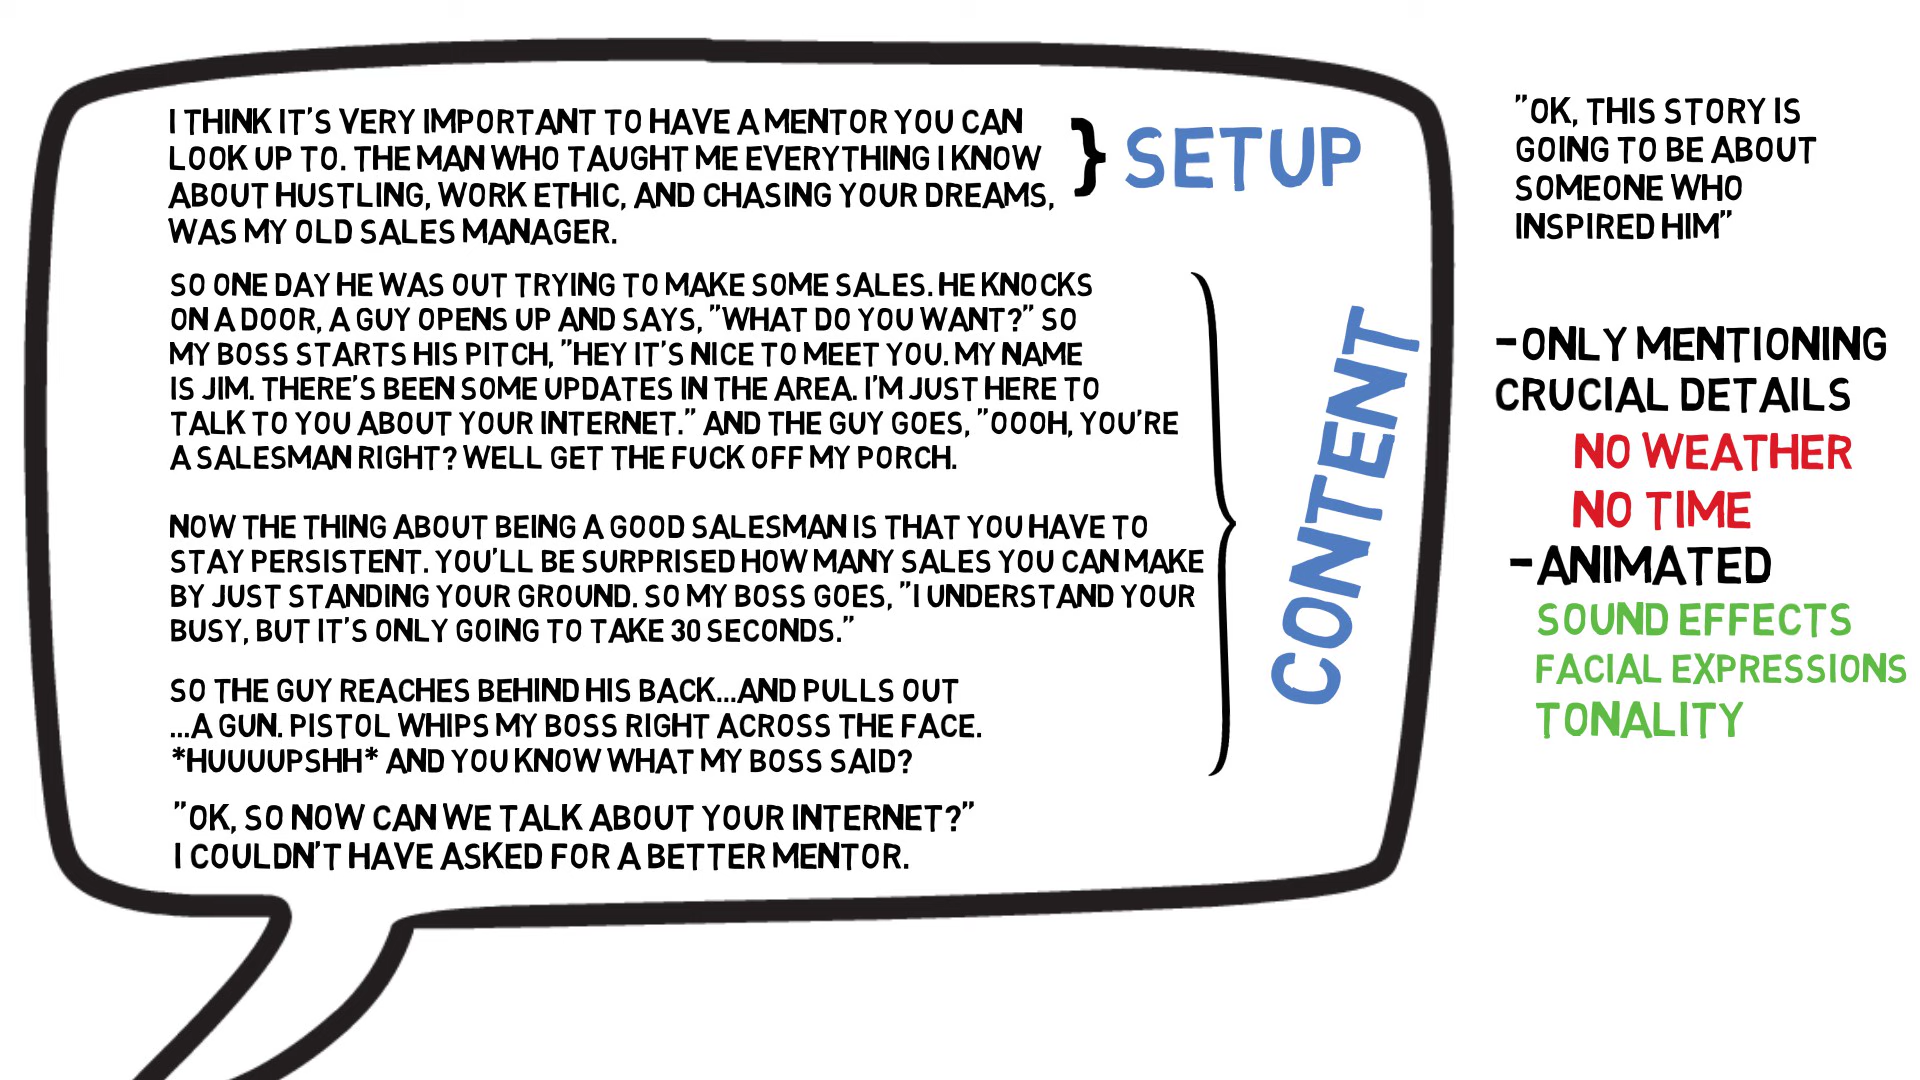 I THINK IT'S VERY IMPORTANT TO HAVE A MENTOR YOU CAN
LOOK UP TO. THE MAN WHO TAUGHT ME EVERYTHING I KNOW
ABOUT HUSTLING, WORK ETHIC, AND CHASING YOUR DREAMS,
WAS MY OLD SALES MANAGER.
} SETUP
SO ONE DAY HE WAS OUT TRYING TO MAKE SOME SALES. HE KNOCKS
ON A DOOR, A GUY OPENS UP AND SAYS, "WHAT DO YOU WANT?" SO
MY BOSS STARTS HIS PITCH, "HEY IT'S NICE TO MEET YOU. MY NAME
IS JIM. THERE'S BEEN SOME UPDATES IN THE AREA. I'M JUST HERE TO
TALK TO YOU ABOUT YOUR INTERNET." AND THE GUY GOES, "OOOH, YOU'RE
A SALESMAN RIGHT? WELL GET THE FUCK OFF MY PORCH.
NOW THE THING ABOUT BEING A GOOD SALESMAN IS THAT YOU HAVE TO
STAY PERSISTENT. YOU'LL BE SURPRISED HOW MANY SALES YOU CAN MAKE
BY JUST STANDING YOUR GROUND. SO MY BOSS GOES, "I UNDERSTAND YOUR
BUSY, BUT IT'S ONLY GOING TO TAKE 30 SECONDS."
SO THE GUY REACHES BEHIND HIS BACK...AND PULLS OUT
...A GUN. PISTOL WHIPS MY BOSS RIGHT ACROSS THE FACE.
*HUUUUPSHH* AND YOU KNOW WHAT MY BOSS SAID?
CONTENT
"OK, SO NOW CAN WE TALK ABOUT YOUR INTERNET?"
I COULDN'T HAVE ASKED FOR A BETTER MENTOR.
"OK, THIS STORY IS
GOING TO BE ABOUT
SOMEONE WHO
INSPIRED HIM"
-ONLY MENTIONING
CRUCIAL DETAILS
NO WEATHER
NO TIME
-ANIMATED
SOUND EFFECTS
FACIAL EXPRESSIONS
TONALITY